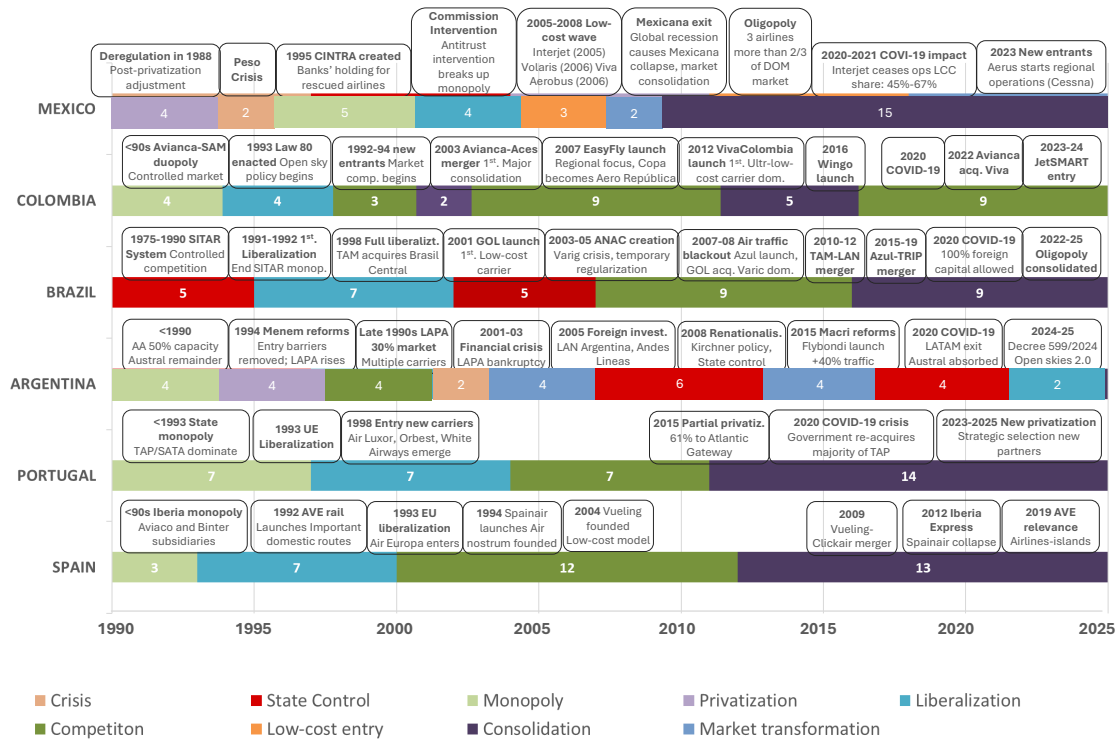 Deregulation in 1988
Post-privatization
adjustment
Peso
Crisis
1995 CINTRA created
Banks' holding for
rescued airlines
Commission
Intervention
Antitrust
intervention
breaks up
monopoly
2005-2008 Low-
cost wave
Interjet (2005)
Volaris (2006) Viva
Aerobus (2006)
Mexicana exit
Global recession
causes Mexicana
collapse, market
consolidation
Oligopoly
3 airlines
more than 2/3
of DOM
market
2020-2021 COVI-19 impact
Interjet ceases ops LCC
share: 45%-67%
2023 New entrants
Aerus starts regional
operations (Cessna)
MEXICO
4
2
5
4
3
2
15
<90s Avianca-SAM
duopoly
Controlled market
1993 Law 80
enacted Open sky
policy begins
1992-94 new
entrants Market
comp. begins
2003 Avianca-Aces
merger 1st. Major
consolidation
2007 EasyFly launch
Regional focus, Copa
becomes Aero República
2012 VivaColombia
launch 1st. Ultr-low-
cost carrier dom.
2016
Wingo
launch
2020
COVID-19
2022 Avianca
acq. Viva
2023-24
JetSMART
entry
COLOMBIA
4
4
3
2
9
5
9
1975-1990 SITAR
System Controlled
competition
1991-1992 1st.
Liberalization
End SITAR monop.
1998 Full liberalizt.
TAM acquires Brasil
Central
2001 GOL launch
1st. Low-cost
carrier
2003-05 ANAC creation
Varig crisis, temporary
regularization
2007-08 Air traffic
blackout Azul launch,
GOL acq. Varic dom.
2010-12
TAM-LAN
merger
2015-19
Azul-TRIP
merger
2020 COVID-19
100% foreign
capital allowed
2022-25
Oligopoly
consolidated
BRAZIL
5
7
5
9
9
<1990
AA 50% capacity
Austral remainder
1994 Menem reforms
Entry barriers
removed; LAPA rises
Late 1990s LAPA
30% market
Multiple carriers
2001-03
Financial crisis
LAPA bankruptcy
2005 Foreign invest.
LAN Argentina, Andes
Lineas
2008 Renationalis.
Kirchner policy,
State control
2015 Macri reforms
Flybondi launch
+40% traffic
2020 COVID-19
LATAM exit
Austral absorbed
2024-25
Decree 599/2024
Open skies 2.0
ARGENTINA
4
4
4
2
4
6
4
4
2
<1993 State
monopoly
TAP/SATA dominate
1993 UE
Liberalization
1998 Entry new carriers
Air Luxor, Orbest, White
Airways emerge
2015 Partial privatiz.
61% to Atlantic
Gateway
2020 COVID-19 crisis
Government re-acquires
majority of TAP
2023-2025 New privatization
Strategic selection new
partners
PORTUGAL
7
7
7
14
<90s Iberia monopoly
Aviaco and Binter
subsidiaries
1992 AVE rail
Launches Important
domestic routes
1993 EU
liberalization
Air Europa enters
1994 Spainair
launches Air
nostrum founded
2004 Vueling
founded
Low-cost model
2009
Vueling-
Clickair merger
2012 Iberia
Express
Spainair collapse
2019 AVE
relevance
Airlines-islands
SPAIN
3
7
12
13
1990
1995
2000
2005
2010
2015
2020
2025
Crisis
State Control
Monopoly
Privatization
Liberalization
Competiton
Low-cost entry
Consolidation
Market transformation